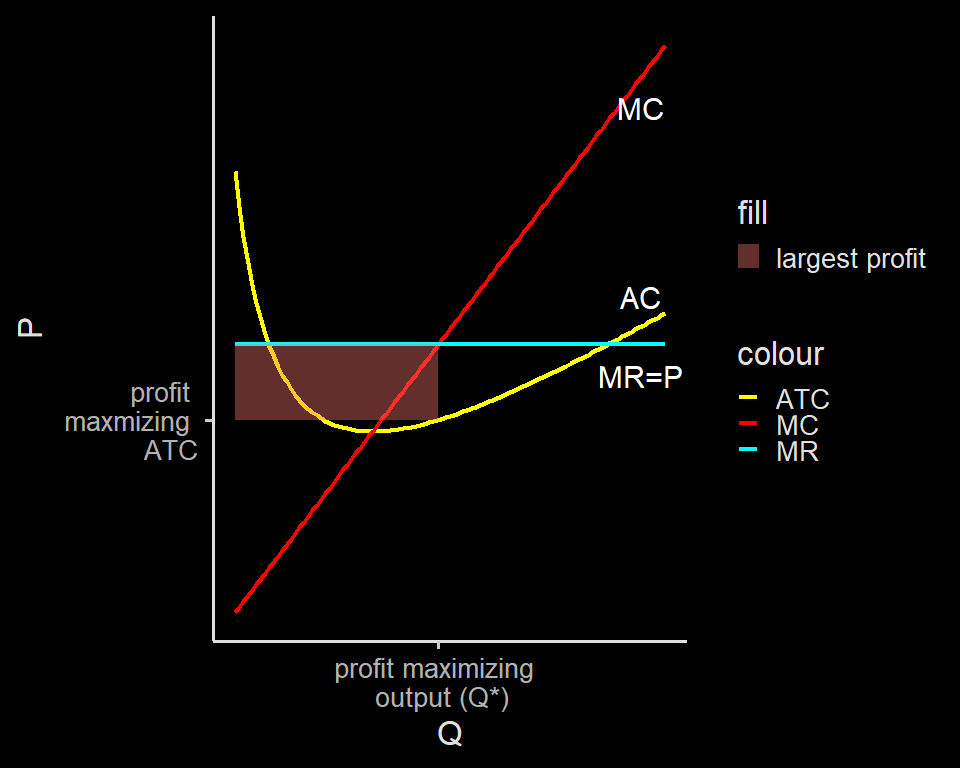 MC
AC
MR=P
P
profit
maxmizing
ATC
profit maximizing
output (Q*)
Q
fill
largest profit
colour
ATC
MC
MR